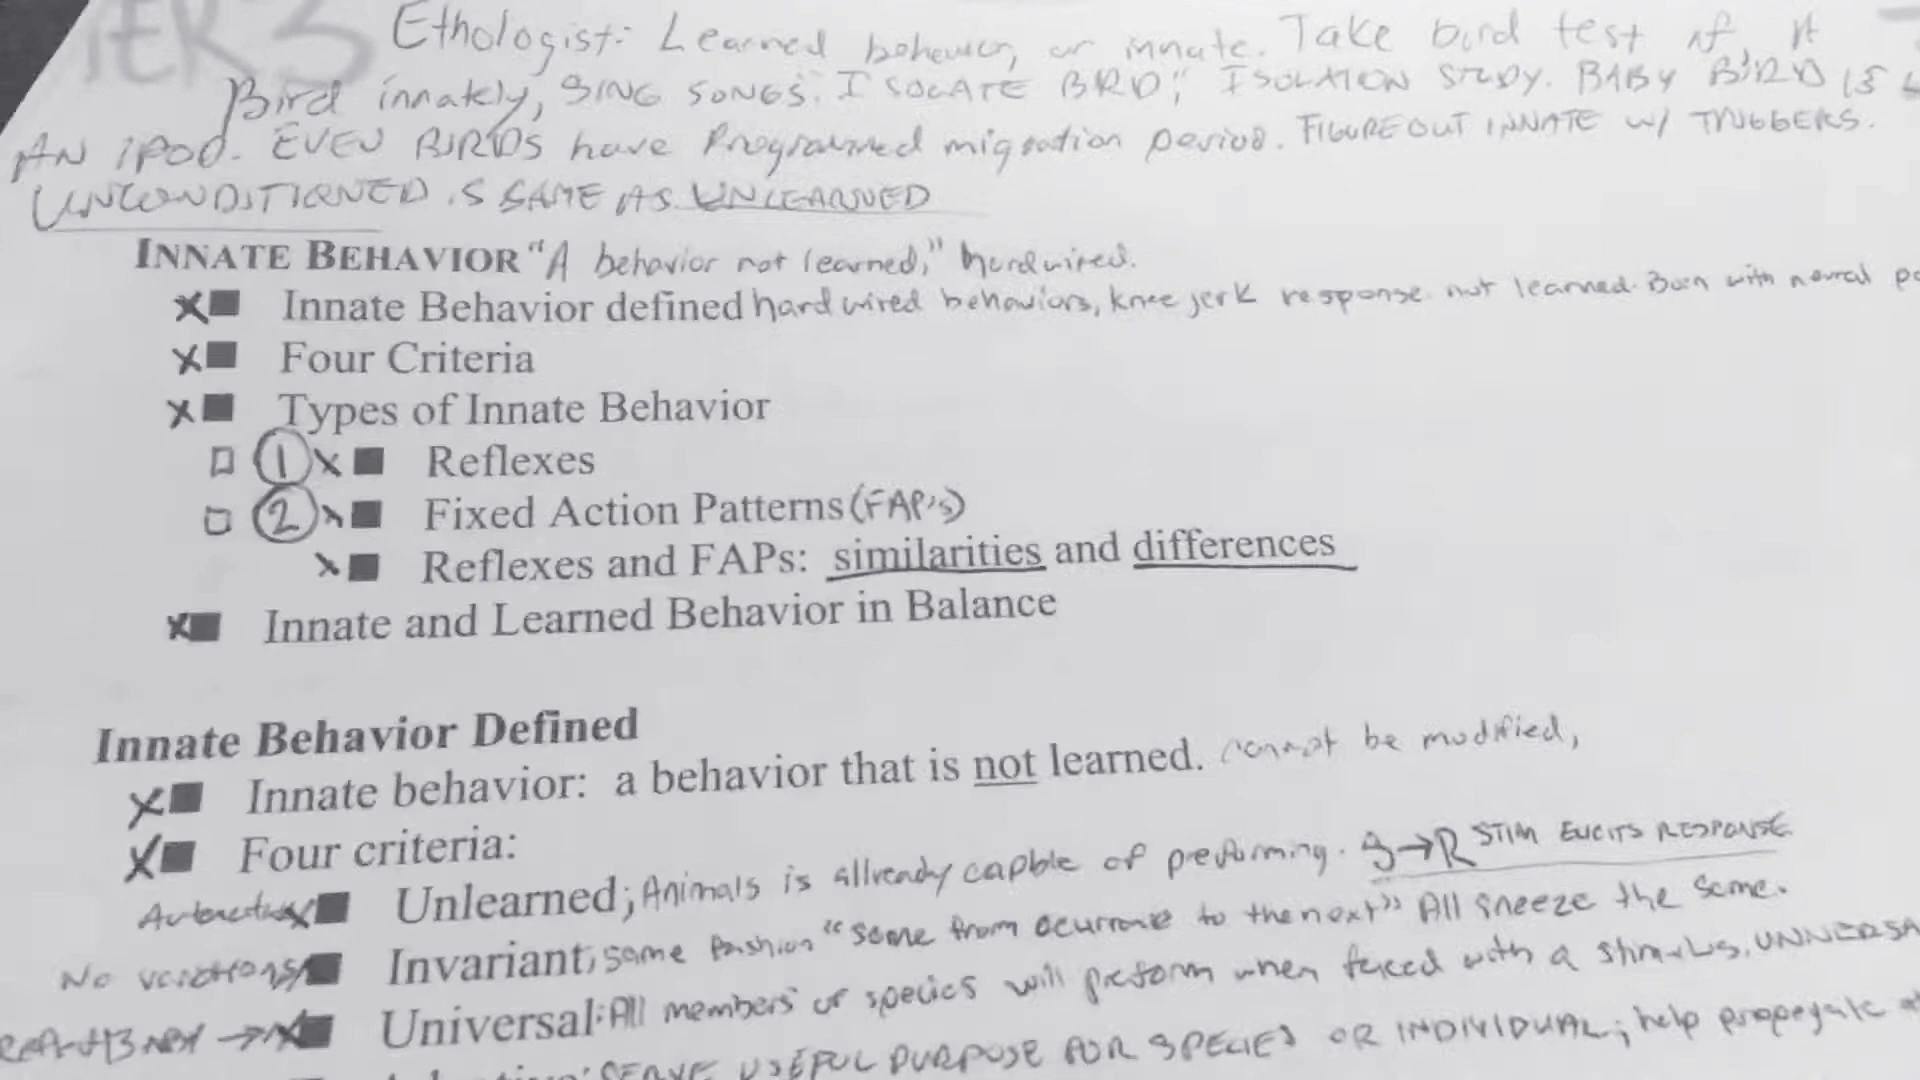 TER 3
Ethologist: Learned behavior, or innate. Take bird test if it
Bird innately, SING SONGS. ISOLATE BIRD; ISOLATION STUDY. BABY BIRD IS
AN iPOD. EVEN BIRDS have Programmed migration period. FIGURE OUT INNATE w/ TRIGGERS.
UNCONDITIONED IS SAME AS UNLEARNED
INNATE BEHAVIOR "A behavior not learned," hardwired.
Innate Behavior defined hard wired behaviors, knee jerk response not learned. Born with neural
Four Criteria
Types of Innate Behavior
1 Reflexes
2 Fixed Action Patterns (FAP's)
Reflexes and FAPs: similarities and differences
Innate and Learned Behavior in Balance
Innate Behavior Defined
Innate behavior: a behavior that is not learned. cannot be modified,
Four criteria:
Unlearned; Animals is allready capble of preforming. S→R STIM ELICITS RESPONSE
No variations Invariant; same fashion "same from ocurrance to the next" All sneeze the same.
Universal: All members of species will preform when faced with a stimulus.
SERVE USEFUL PURPOSE FOR SPECIES OR INDIVIDUAL; help propegate